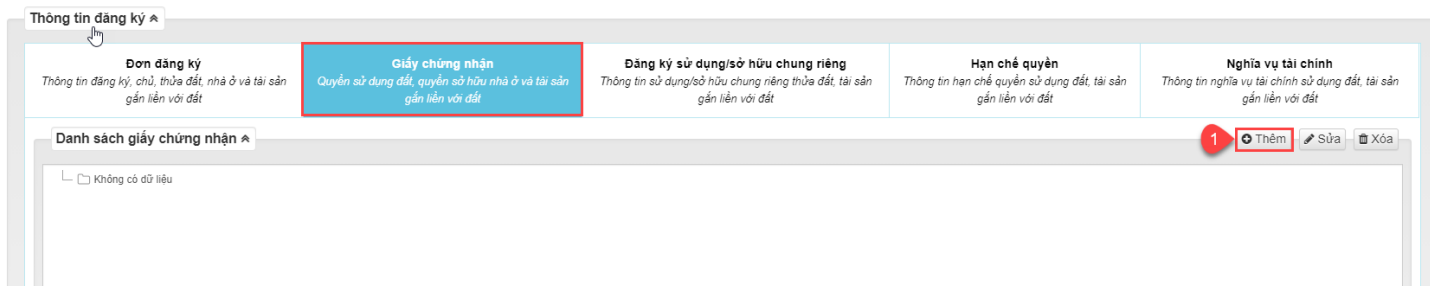 Thông tin đăng ký
Đơn đăng ký
Thông tin đăng ký, chủ, thửa đất, nhà ở và tài sản
gắn liền với đất
Giấy chứng nhận
Quyền sử dụng đất, quyền sở hữu nhà ở và tài sản
gắn liền với đất
Đăng ký sử dụng/sở hữu chung riêng
Thông tin sử dụng/sở hữu chung riêng thửa đất, tài sản
gắn liền với đất
Hạn chế quyền
Thông tin hạn chế quyền sử dụng đất, tài sản
gắn liền với đất
Nghĩa vụ tài chính
Thông tin nghĩa vụ tài chính sử dụng đất, tài sản
gắn liền với đất
Danh sách giấy chứng nhận
1 Thêm Sửa Xóa
Không có dữ liệu